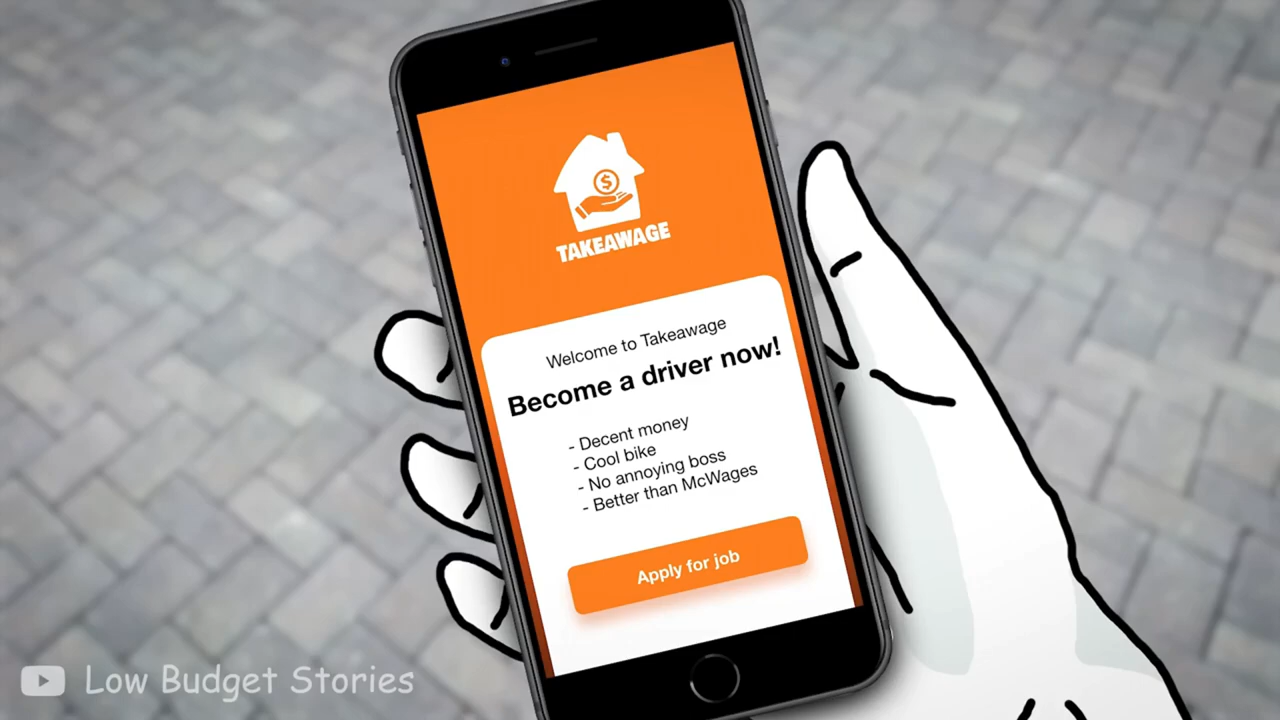 TAKEAWAGE
Welcome to Takeawage
Become a driver now!
- Decent money
- Cool bike
- No annoying boss
- Better than McWages
Apply for job
Low Budget Stories